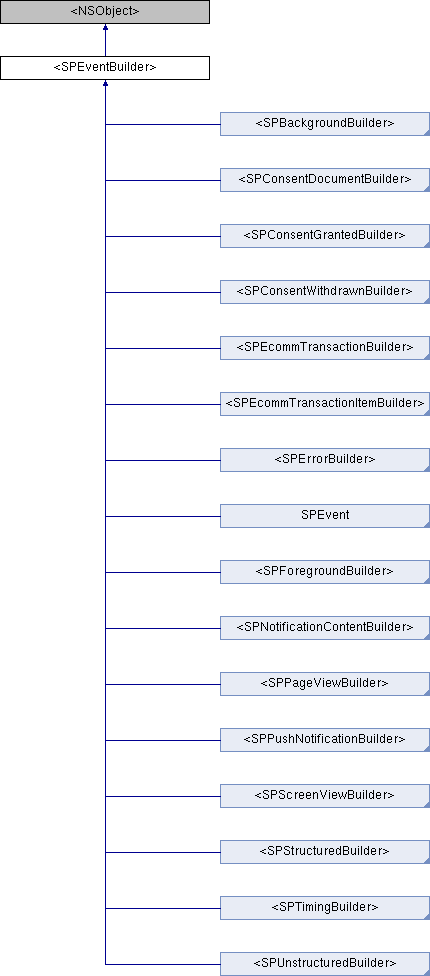 <NSObject>
<SPEventBuilder>
<SPBackgroundBuilder>
<SPConsentDocumentBuilder>
<SPConsentGrantedBuilder>
<SPConsentWithdrawnBuilder>
<SPEcommTransactionBuilder>
<SPEcommTransactionItemBuilder>
<SPErrorBuilder>
SPEvent
<SPForegroundBuilder>
<SPNotificationContentBuilder>
<SPPageViewBuilder>
<SPPushNotificationBuilder>
<SPScreenViewBuilder>
<SPStructuredBuilder>
<SPTimingBuilder>
<SPUnstructuredBuilder>